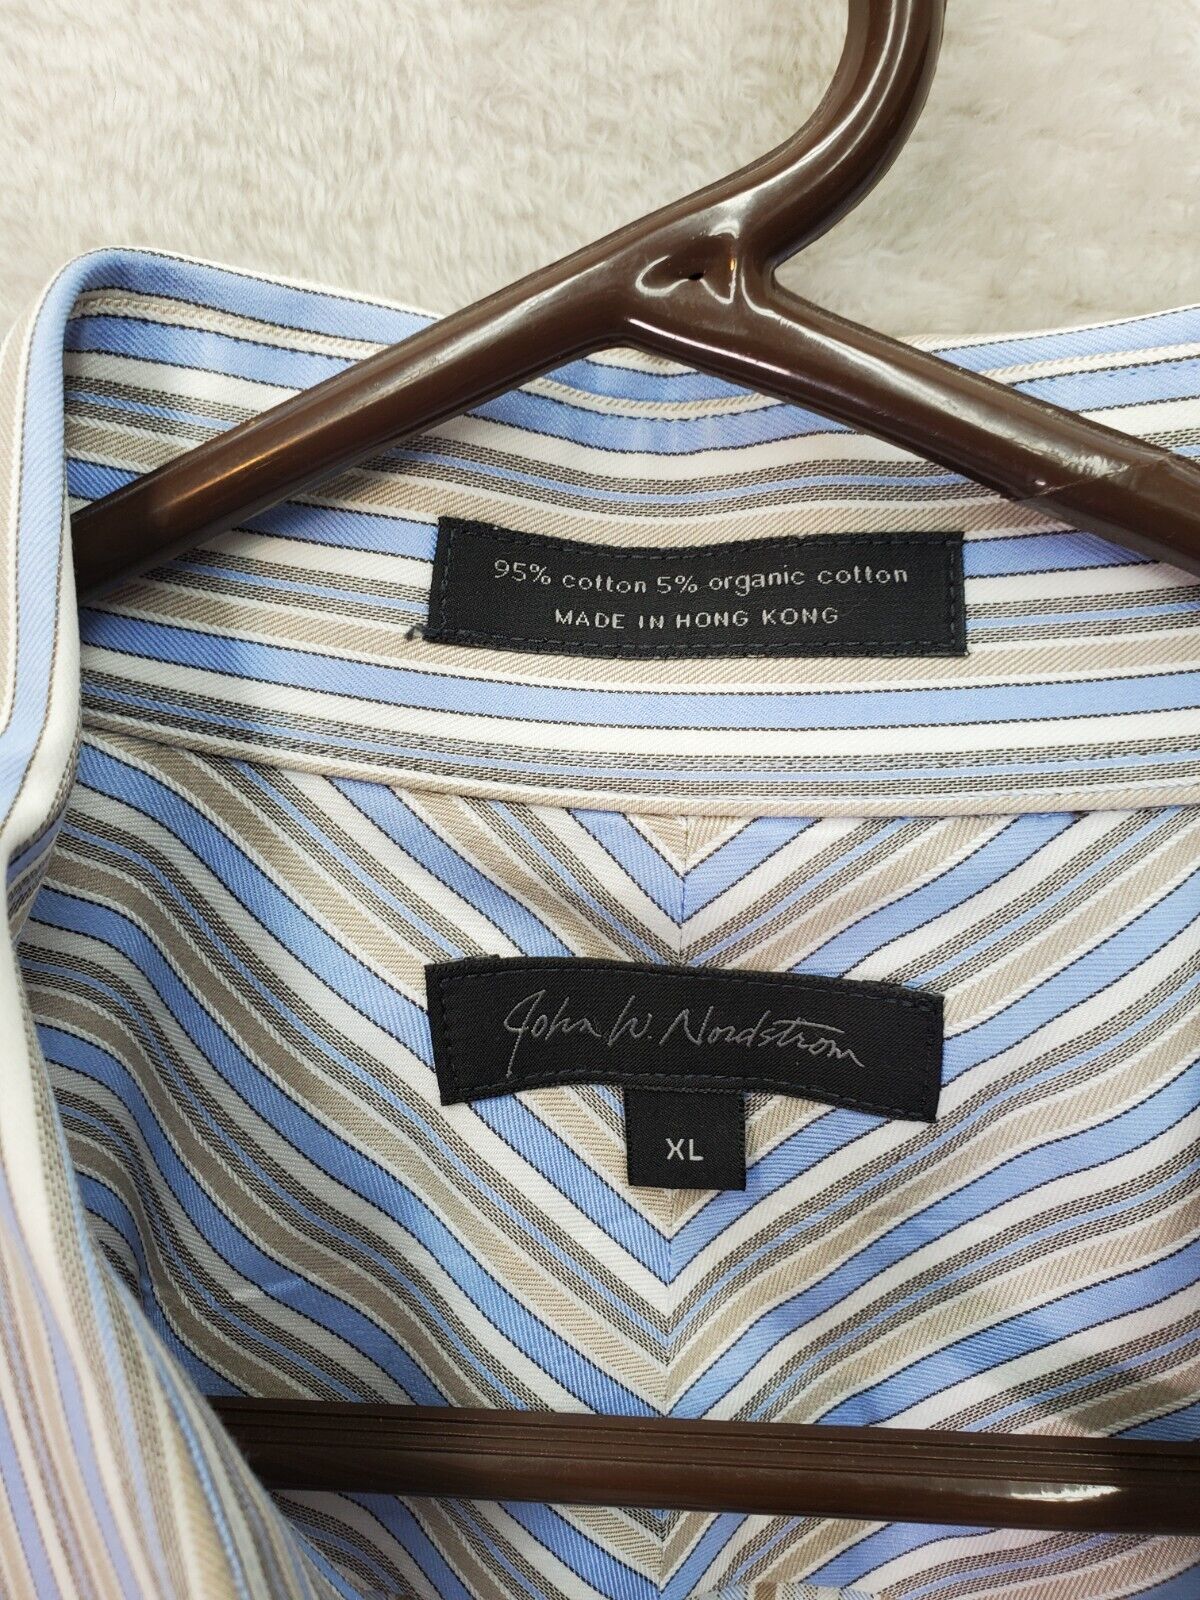 95% cotton 5% organic cotton
MADE IN HONG KONG
John W. Nordstrom
XL